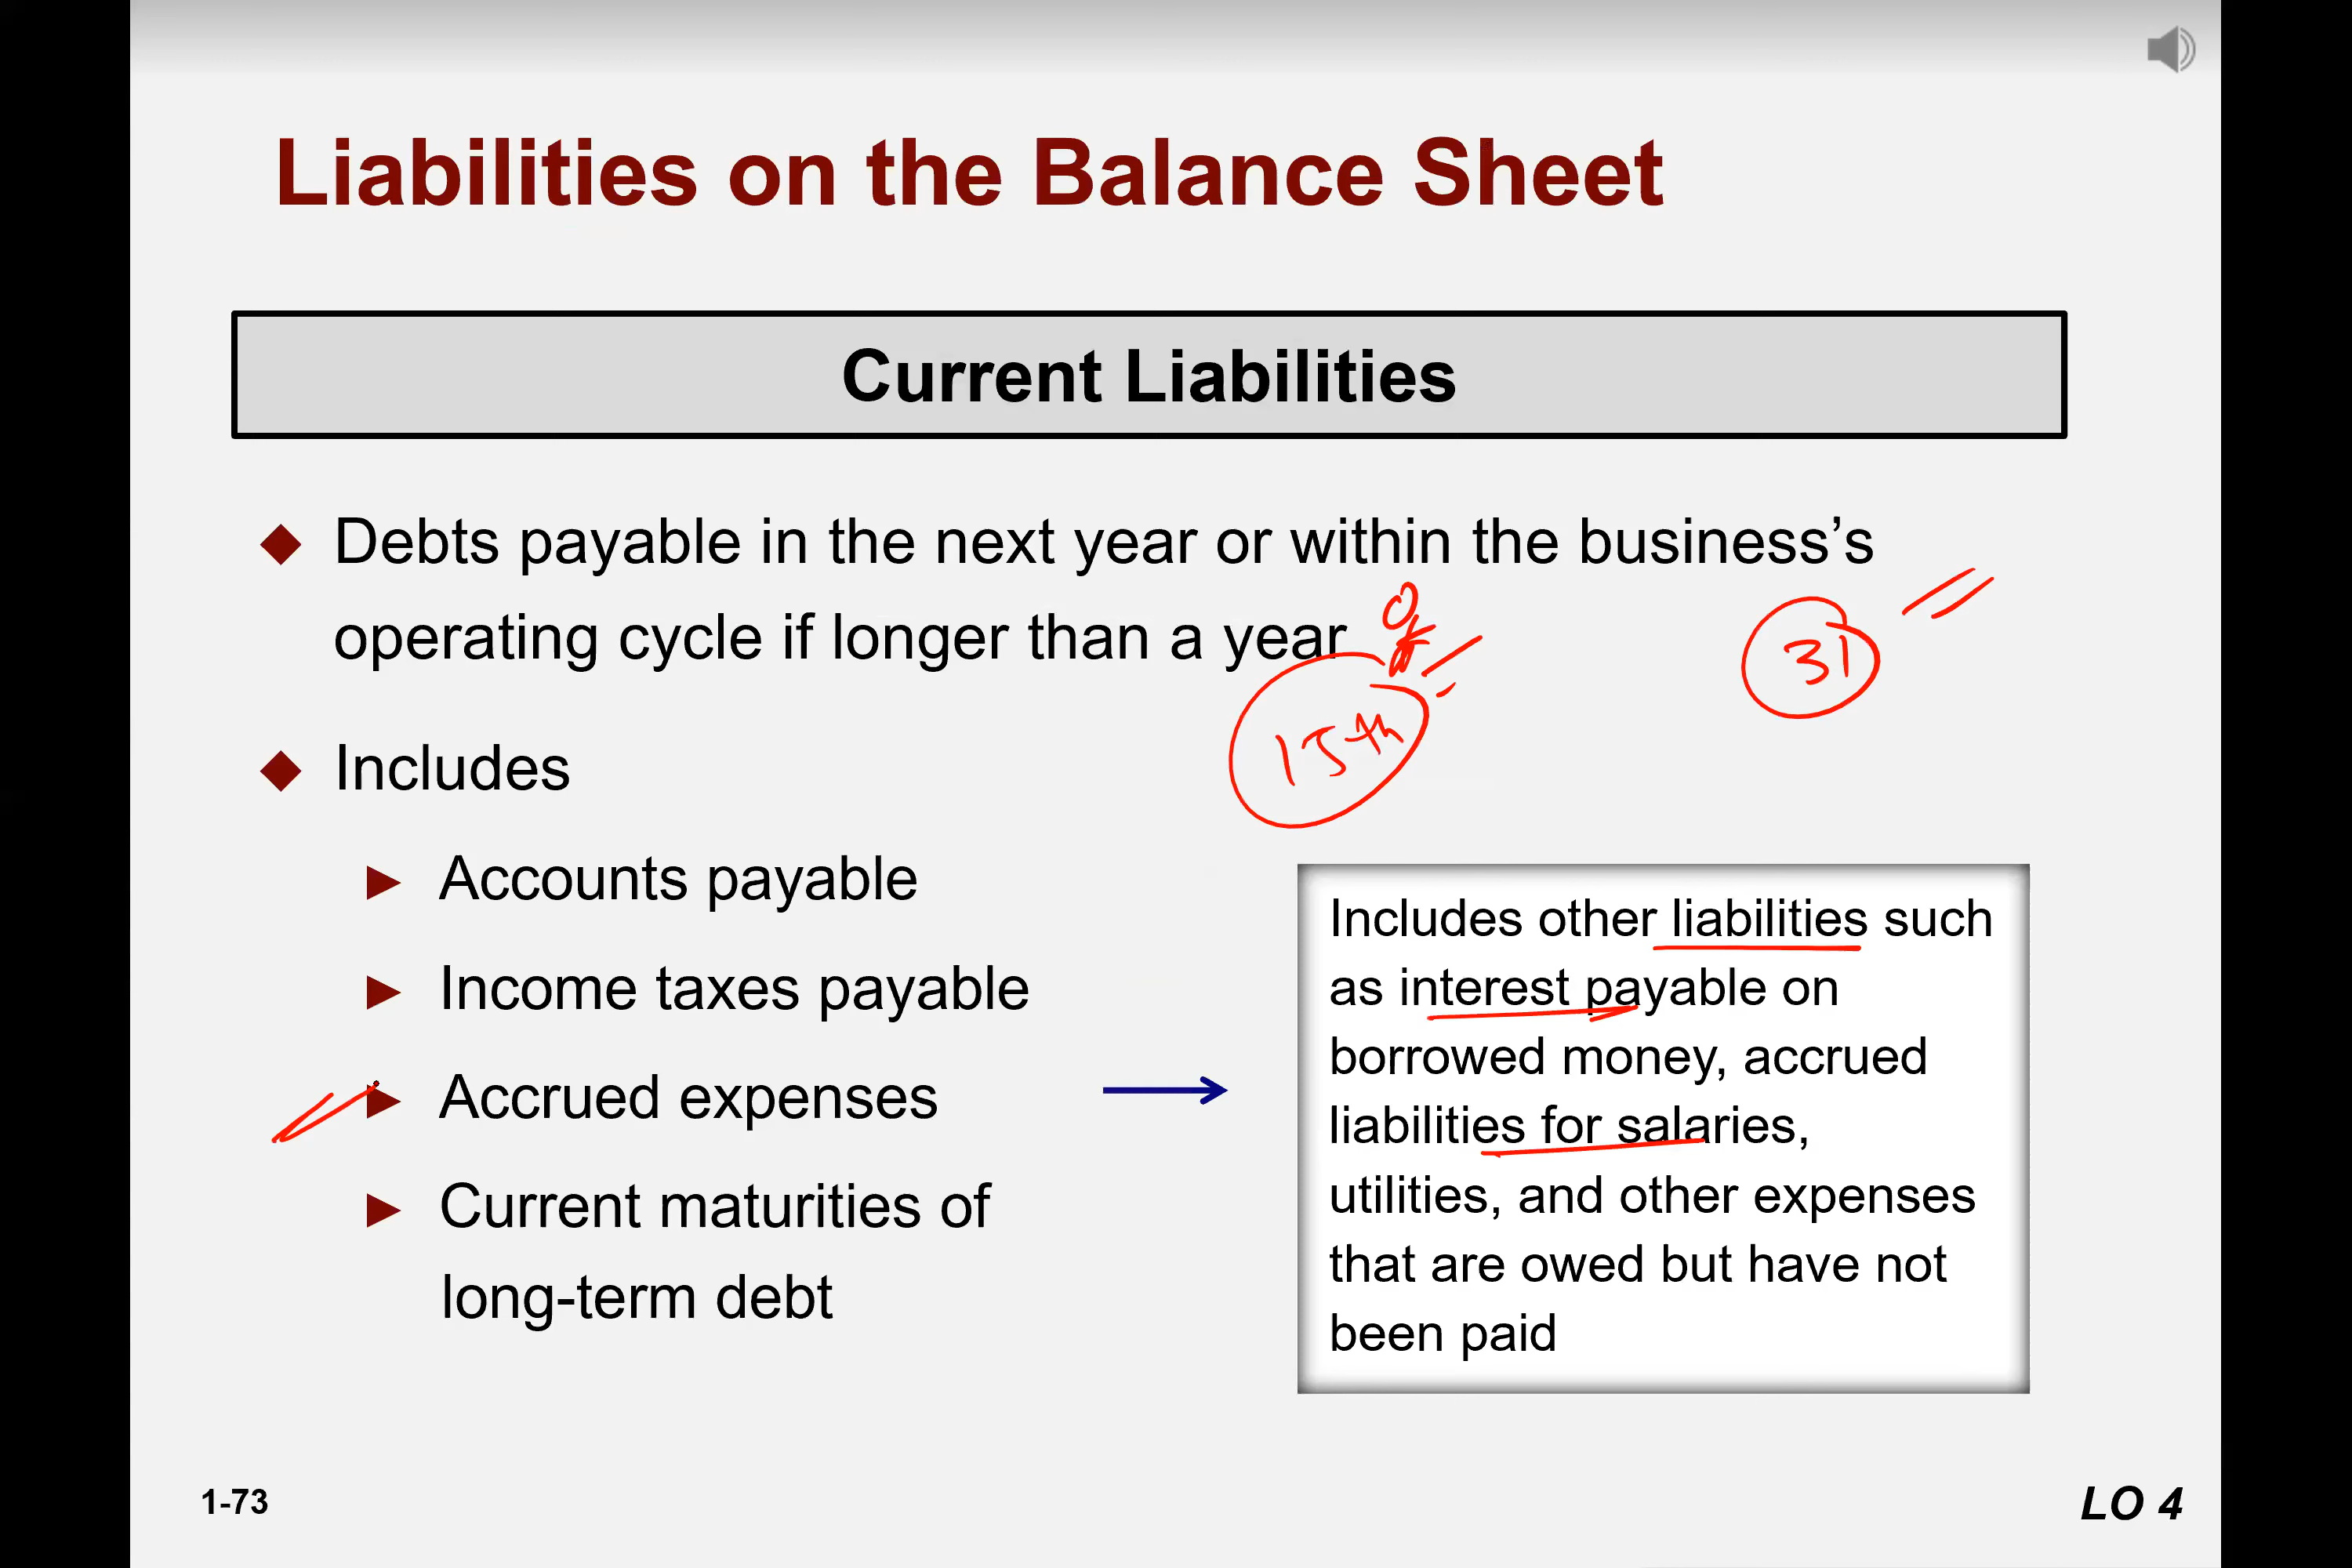 Liabilities on the Balance Sheet
Current Liabilities
Debts payable in the next year or within the business’s
operating cycle if longer than a year
31
15th
Includes
Accounts payable
Income taxes payable
Accrued expenses
Current maturities of
long-term debt
Includes other liabilities such
as interest payable on
borrowed money, accrued
liabilities for salaries,
utilities, and other expenses
that are owed but have not
been paid
1-73
LO 4